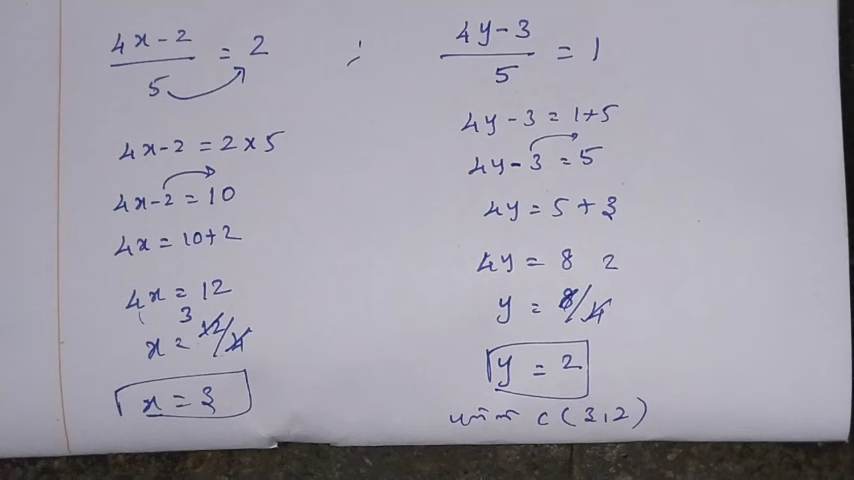 4x - 2 / 5 = 2 ; 4y - 3 / 5 = 1
4x - 2 = 2 × 5
4x - 2 = 10
4x = 10 + 2
4x = 12
3
x = 12/4
x = 3
4y - 3 = 1 + 5
4y - 3 = 5
4y = 5 + 3
4y = 8 2
y = 8/4
y = 2
C (3,2)